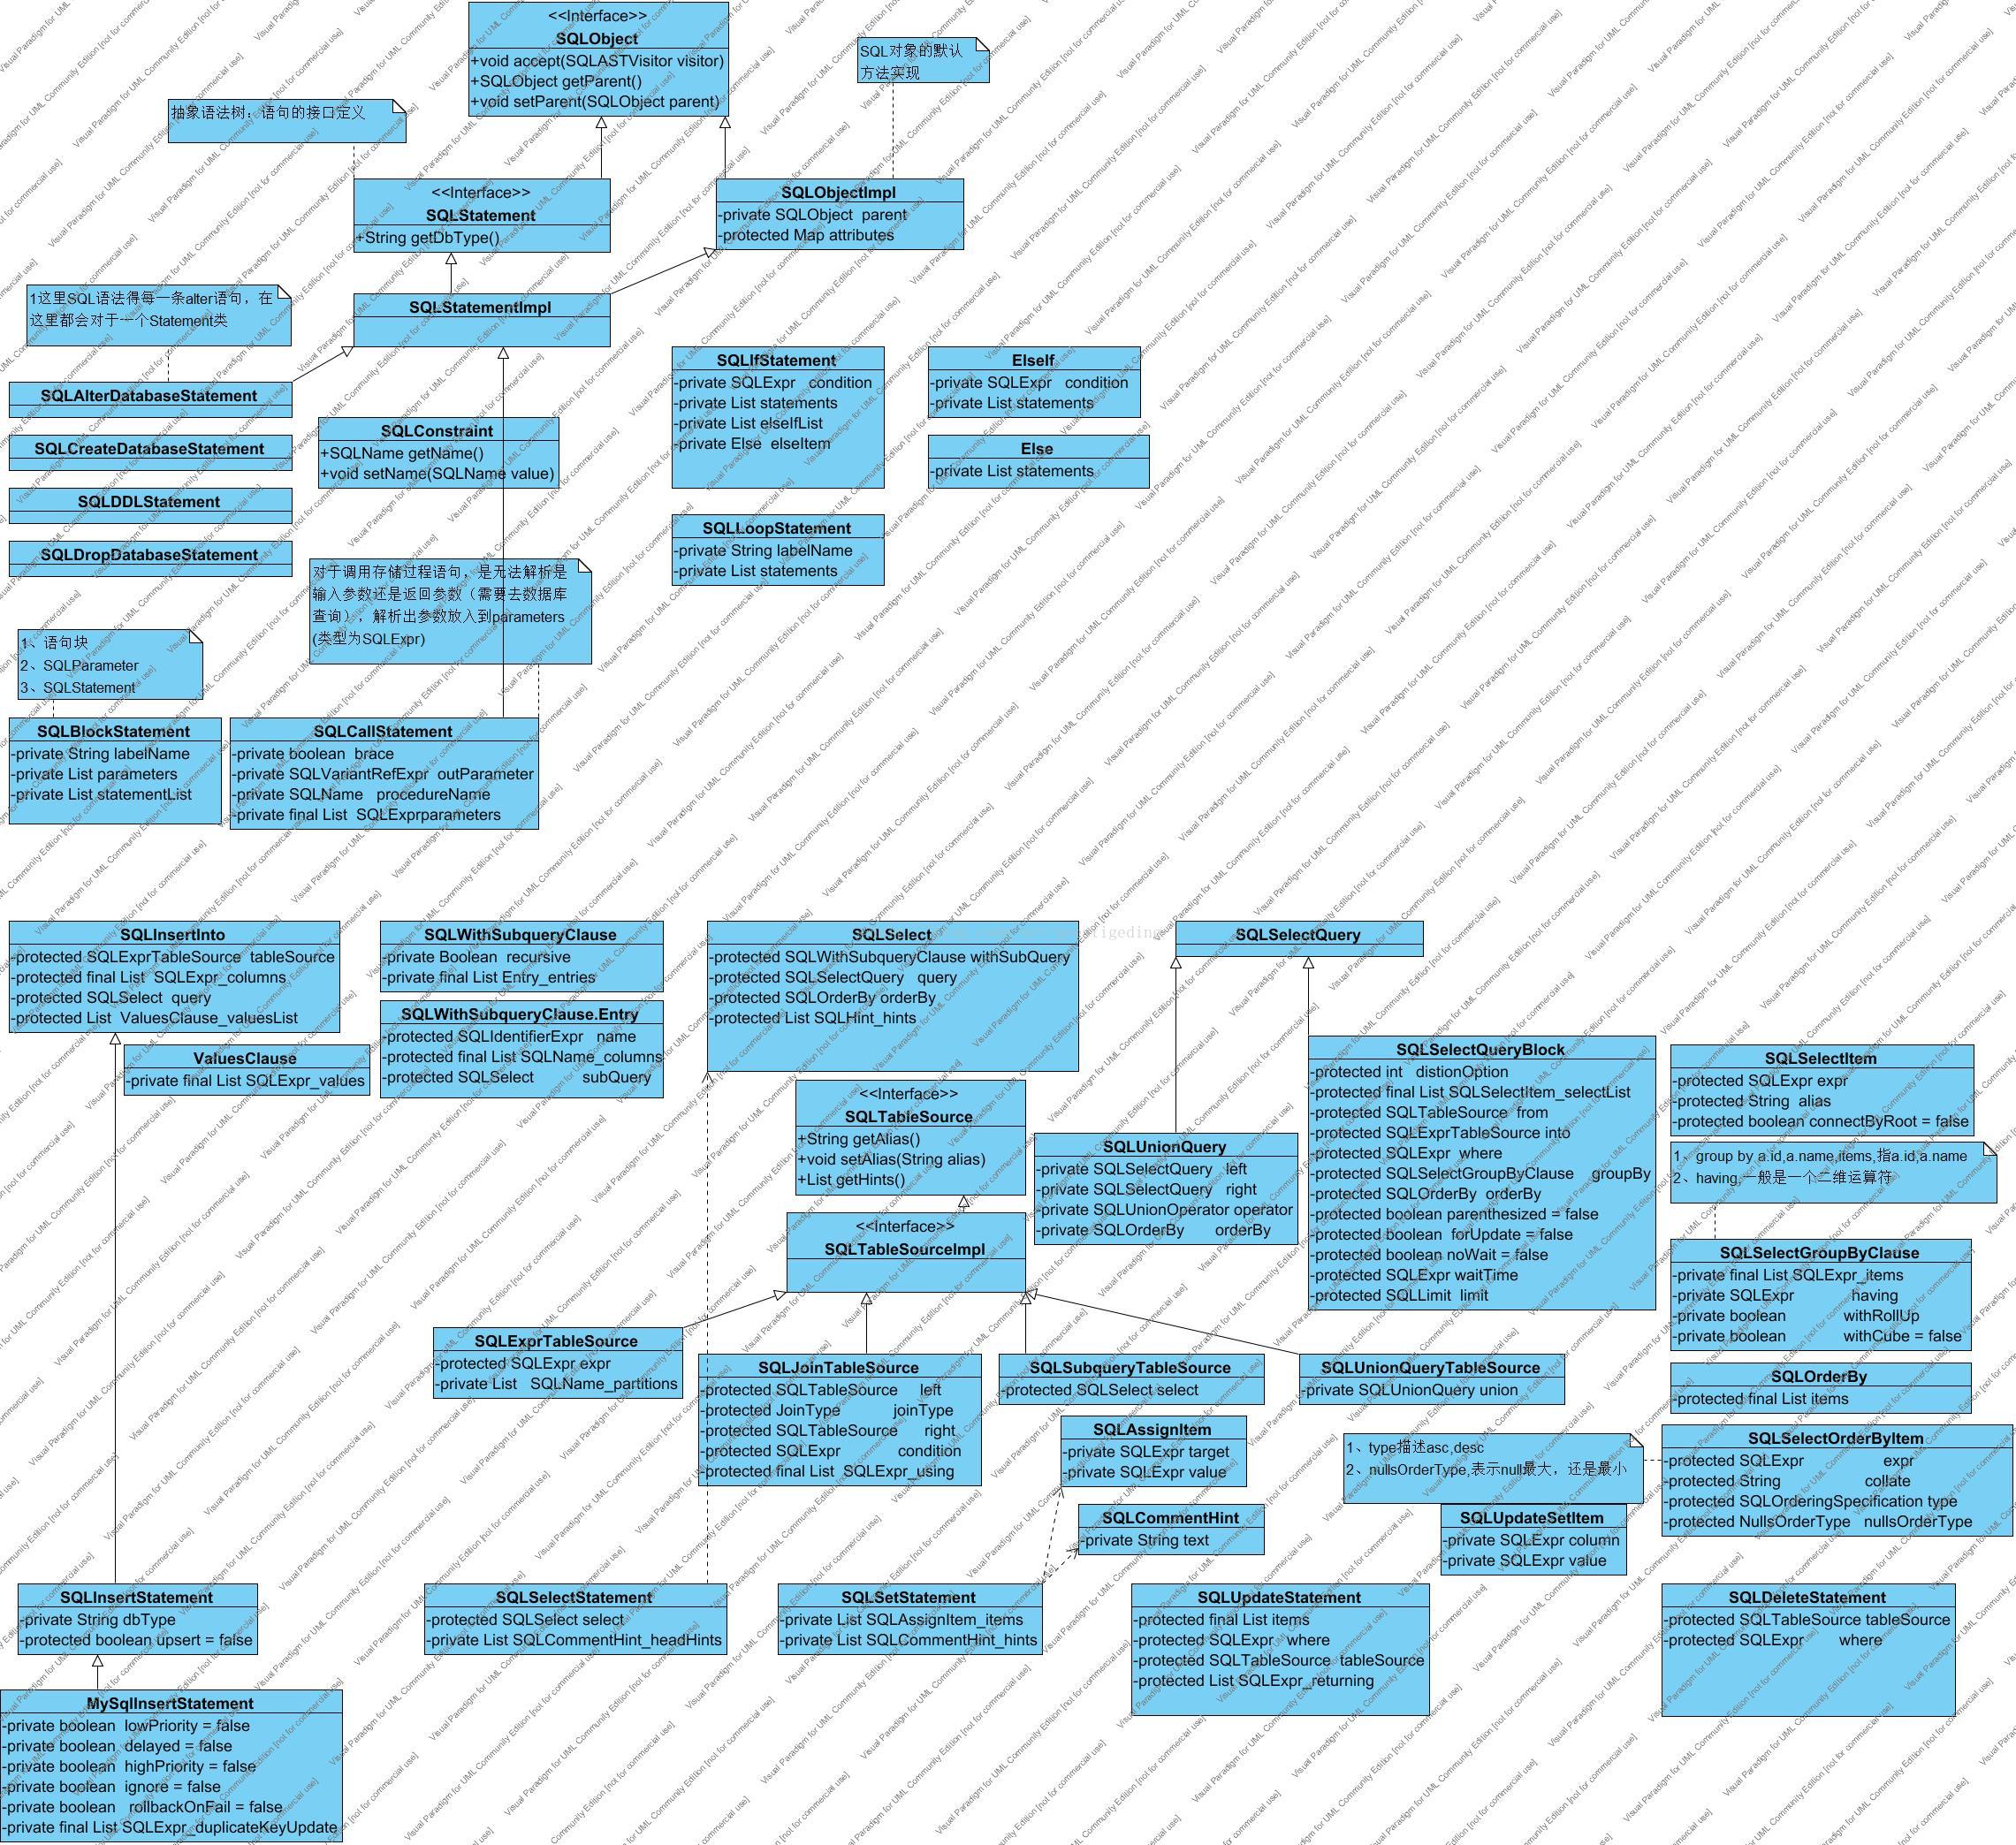 <<Interface>>
SQLObject
+void accept(SQLASTVisitor visitor)
+SQLObject getParent()
+void setParent(SQLObject parent)
SQL对象的默认
方法实现
抽象语法树：语句的接口定义
<<Interface>>
SQLStatement
+String getDbType()
SQLObjectImpl
-private SQLObject parent
-protected Map attributes
1这里SQL语法得每一条alter语句，在
这里都会对于一个Statement类
SQLStatementImpl
SQLAlterDatabaseStatement
SQLCreateDatabaseStatement
SQLDDLStatement
SQLDropDatabaseStatement
SQLConstraint
+SQLName getName()
+void setName(SQLName value)
SQLIfStatement
-private SQLExpr condition
-private List statements
-private List elseIfList
-private Else elseItem
ElseIf
-private SQLExpr condition
-private List statements
Else
-private List statements
SQLLoopStatement
-private String labelName
-private List statements
对于调用存储过程语句，是无法解析是
输入参数还是返回参数（需要去数据库
查询），解析出参数放入到parameters
(类型为SQLExpr)
1、语句块
2、SQLParameter
3、SQLStatement
SQLBlockStatement
-private String labelName
-private List parameters
-private List statementList
SQLCallStatement
-private boolean brace
-private SQLVariantRefExpr outParameter
-private SQLName procedureName
-private final List SQLExprparameters
SQLInsertInto
-protected SQLExprTableSource tableSource
-protected final List SQLExpr_columns
-protected SQLSelect query
-protected List ValuesClause_valuesList
ValuesClause
-private final List SQLExpr_values
SQLWithSubqueryClause
-private Boolean recursive
-private final List Entry_entries
SQLWithSubqueryClause.Entry
-protected SQLIdentifierExpr name
-protected final List SQLName_columns
-protected SQLSelect subQuery
SQLSelect
-protected SQLWithSubqueryClause withSubQuery
-protected SQLSelectQuery query
-protected SQLOrderBy orderBy
-protected List SQLHint_hints
SQLSelectQuery
<<Interface>>
SQLTableSource
+String getAlias()
+void setAlias(String alias)
+List getHints()
<<Interface>>
SQLTableSourceImpl
SQLUnionQuery
-private SQLSelectQuery left
-private SQLSelectQuery right
-private SQLUnionOperator operator
-private SQLOrderBy orderBy
SQLSelectQueryBlock
-protected int distionOption
-protected final List SQLSelectItem_selectList
-protected SQLTableSource from
-protected SQLExprTableSource into
-protected SQLExpr where
-protected SQLSelectGroupByClause groupBy
-protected SQLOrderBy orderBy
-protected boolean parenthesized = false
-protected boolean forUpdate = false
-protected boolean noWait = false
-protected SQLExpr waitTime
-protected SQLLimit limit
SQLSelectItem
-protected SQLExpr expr
-protected String alias
-protected boolean connectByRoot = false
1、group by a.id,a.name,items,指a.id,a.name
2、having,一般是一个二维运算符
SQLSelectGroupByClause
-private final List SQLExpr_items
-private SQLExpr having
-private boolean withRollUp
-private boolean withCube = false
SQLExprTableSource
-protected SQLExpr expr
-private List SQLName_partitions
SQLJoinTableSource
-protected SQLTableSource left
-protected JoinType joinType
-protected SQLTableSource right
-protected SQLExpr condition
-protected final List SQLExpr_using
SQLSubqueryTableSource
-protected SQLSelect select
SQLUnionQueryTableSource
-private SQLUnionQuery union
SQLOrderBy
-protected final List items
SQLAssignItem
-private SQLExpr target
-private SQLExpr value
1、type描述asc,desc
2、nullsOrderType,表示null最大，还是最小
SQLSelectOrderByItem
-protected SQLExpr expr
-protected String collate
-protected SQLOrderingSpecification type
-protected NullsOrderType nullsOrderType
SQLCommentHint
-private String text
SQLUpdateSetItem
-private SQLExpr column
-private SQLExpr value
SQLInsertStatement
-private String dbType
-protected boolean upsert = false
SQLSelectStatement
-protected SQLSelect select
-private List SQLCommentHint_headHints
SQLSetStatement
-private List SQLAssignItem_items
-private List SQLCommentHint_hints
SQLUpdateStatement
-protected final List items
-protected SQLExpr where
-protected SQLTableSource tableSource
-protected List SQLExpr_returning
SQLDeleteStatement
-protected SQLTableSource tableSource
-protected SQLExpr where
MySqlInsertStatement
-private boolean lowPriority = false
-private boolean delayed = false
-private boolean highPriority = false
-private boolean ignore = false
-private boolean rollbackOnFail = false
-private final List SQLExpr_duplicateKeyUpdate
Visual Paradigm for UML Community Edition [not for commercial use]